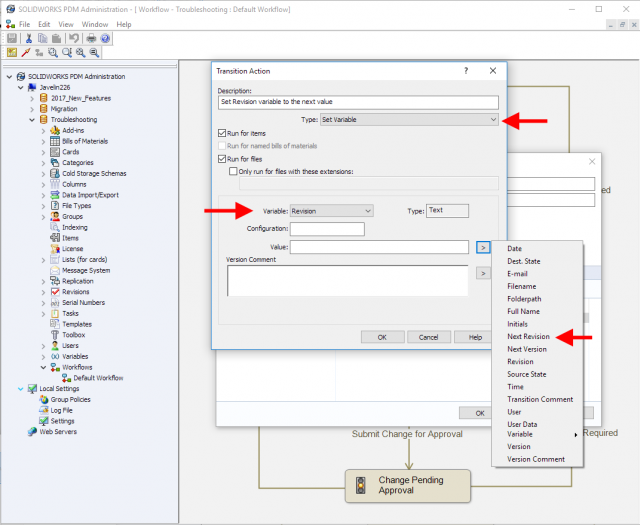 SOLIDWORKS PDM Administration - [ Workflow - Troubleshooting : Default Workflow]
File Edit View Window Help
SOLIDWORKS PDM Administration
Javelin226
2017_New_Features
Migration
Troubleshooting
Add-ins
Bills of Materials
Cards
Categories
Cold Storage Schemas
Columns
Data Import/Export
File Types
Groups
Indexing
Items
License
Lists (for cards)
Message System
Replication
Revisions
Serial Numbers
Tasks
Templates
Toolbox
Users
Variables
Workflows
Default Workflow
Local Settings
Group Policies
Log File
Settings
Web Servers
Transition Action
?
Description:
Set Revision variable to the next value
Type: Set Variable
Run for items
Run for named bills of materials
Run for files
Only run for files with these extensions:
Variable: Revision
Type: Text
Configuration:
Value: >
Version Comment
>
OK Cancel Help
Date
Dest. State
E-mail
Filename
Folderpath
Full Name
Initials
Next Revision
Next Version
Revision
Source State
Time
Transition Comment
User
User Data
Variable
Version
Version Comment
OK
Submit Change for Approval
Required
Change Pending
Approval